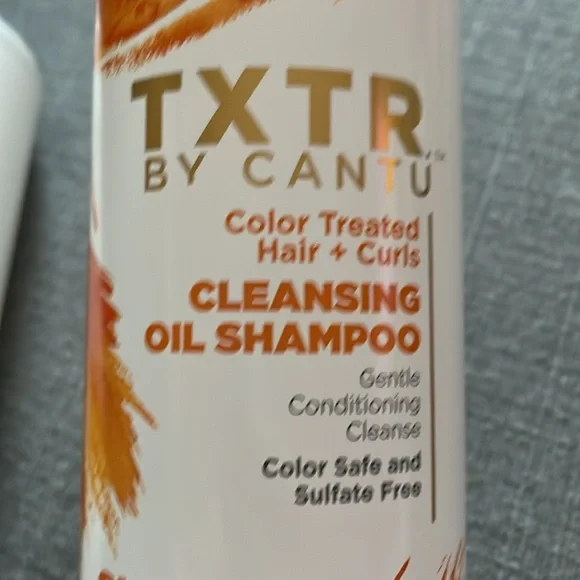 TXTR
BY CANTU
Color Treated
Hair + Curls
CLEANSING
OIL SHAMPOO
Gentle
Conditioning
Cleanse
Color Safe and
Sulfate Free